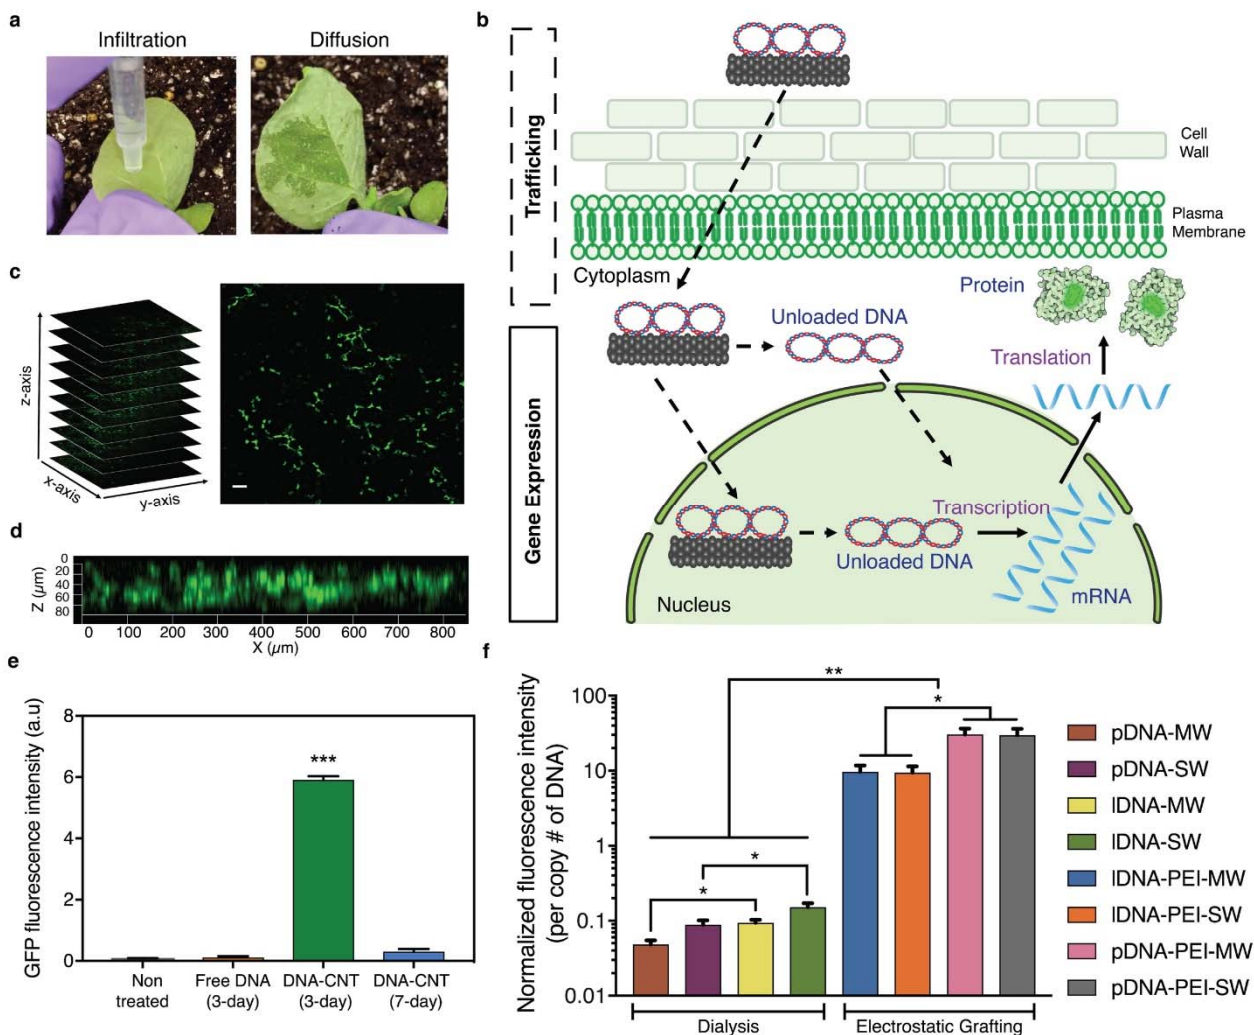 a
Infiltration
Diffusion
b
Trafficking
Cell
Wall
Plasma
Membrane
Cytoplasm
Unloaded DNA
Protein
Translation
Gene Expression
Transcription
Unloaded DNA
mRNA
Nucleus
c
z-axis
x-axis
y-axis
d
Z (μm)
0
20
40
60
80
0 100 200 300 400 500 600 700 800
X (μm)
e
GFP fluorescence intensity (a.u)
8
6
4
2
0
***
Non
treated
Free DNA
(3-day)
DNA-CNT
(3-day)
DNA-CNT
(7-day)
f
Normalized fluorescence intensity
(per copy # of DNA)
100
10
1
0.1
0.01
**
*
*
*
Dialysis
Electrostatic Grafting
pDNA-MW
pDNA-SW
lDNA-MW
lDNA-SW
lDNA-PEI-MW
lDNA-PEI-SW
pDNA-PEI-MW
pDNA-PEI-SW